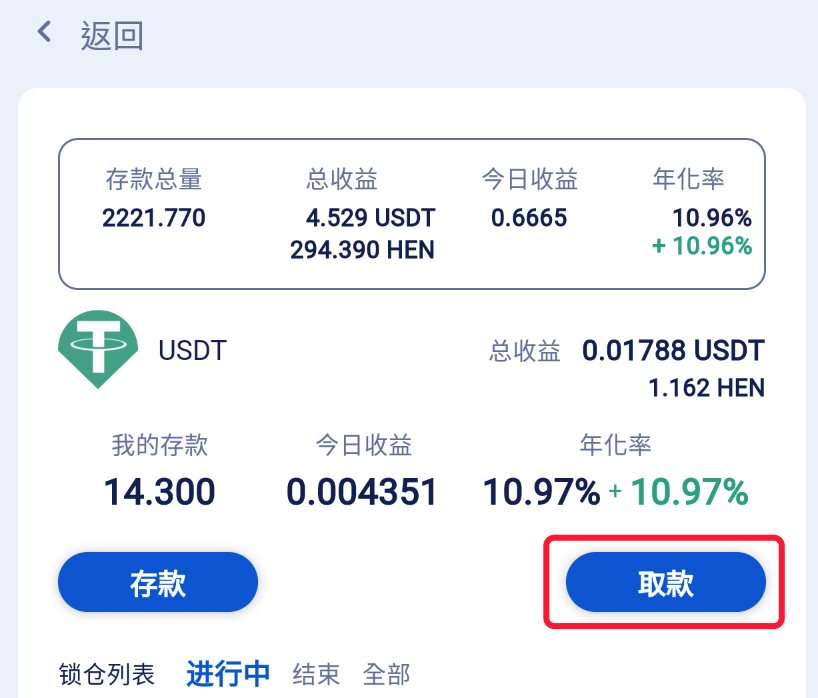 返回
存款总量 总收益 今日收益 年化率
2221.770 4.529 USDT 0.6665 10.96%
294.390 HEN + 10.96%
USDT 总收益 0.01788 USDT
1.162 HEN
我的存款 今日收益 年化率
14.300 0.004351 10.97% + 10.97%
存款 取款
锁仓列表 进行中 结束 全部